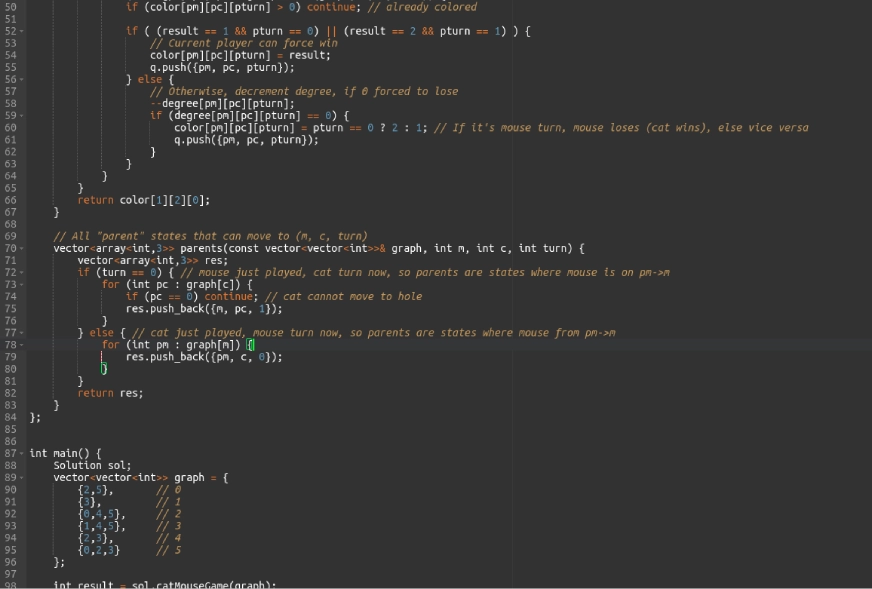 50 if (color[pm][pc][pturn] > 0) continue; // already colored
51
52 if ( (result == 1 && pturn == 0) || (result == 2 && pturn == 1) ) {
53 // Current player can force win
54 color[pm][pc][pturn] = result;
55 q.push({pm, pc, pturn});
56 } else {
57 // Otherwise, decrement degree, if 0 forced to lose
58 --degree[pm][pc][pturn];
59 if (degree[pm][pc][pturn] == 0) {
60 color[pm][pc][pturn] = pturn == 0 ? 2 : 1; // If it's mouse turn, mouse loses (cat wins), else vice versa
61 q.push({pm, pc, pturn});
62 }
63 }
64 }
65 }
66 return color[1][2][0];
67 }
68
69 // All "parent" states that can move to (m, c, turn)
70 vector<array<int,3>> parents(const vector<vector<int>>& graph, int m, int c, int turn) {
71 vector<array<int,3>> res;
72 if (turn == 0) { // mouse just played, cat turn now, so parents are states where mouse is on pm->m
73 for (int pc : graph[c]) {
74 if (pc == 0) continue; // cat cannot move to hole
75 res.push_back({m, pc, 1});
76 }
77 } else { // cat just played, mouse turn now, so parents are states where mouse from pm->m
78 for (int pm : graph[m]) {
79 res.push_back({pm, c, 0});
80 }
81 }
82 return res;
83 }
84 };
85
86
87 int main() {
88 Solution sol;
89 vector<vector<int>> graph = {
90 {2,5}, // 0
91 {3}, // 1
92 {0,4,5}, // 2
93 {1,4,5}, // 3
94 {2,3}, // 4
95 {0,2,3} // 5
96 };
97
98 int result = sol.catMouseGame(graph);